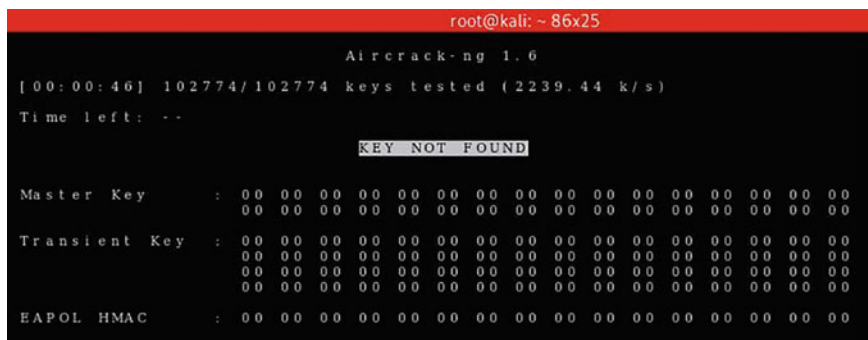 root@kali: ~ 86x25
Aircrack-ng 1.6
[00:00:46] 102774/102774 keys tested (2239.44 k/s)
Time left: --
KEY NOT FOUND
Master Key : 00 00 00 00 00 00 00 00 00 00 00 00 00 00 00 00
00 00 00 00 00 00 00 00 00 00 00 00 00 00 00 00
Transient Key : 00 00 00 00 00 00 00 00 00 00 00 00 00 00 00 00
00 00 00 00 00 00 00 00 00 00 00 00 00 00 00 00
00 00 00 00 00 00 00 00 00 00 00 00 00 00 00 00
00 00 00 00 00 00 00 00 00 00 00 00 00 00 00 00
EAPOL HMAC : 00 00 00 00 00 00 00 00 00 00 00 00 00 00 00 00